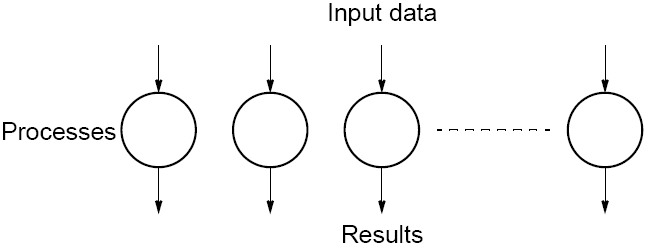 Input data
Processes
Results